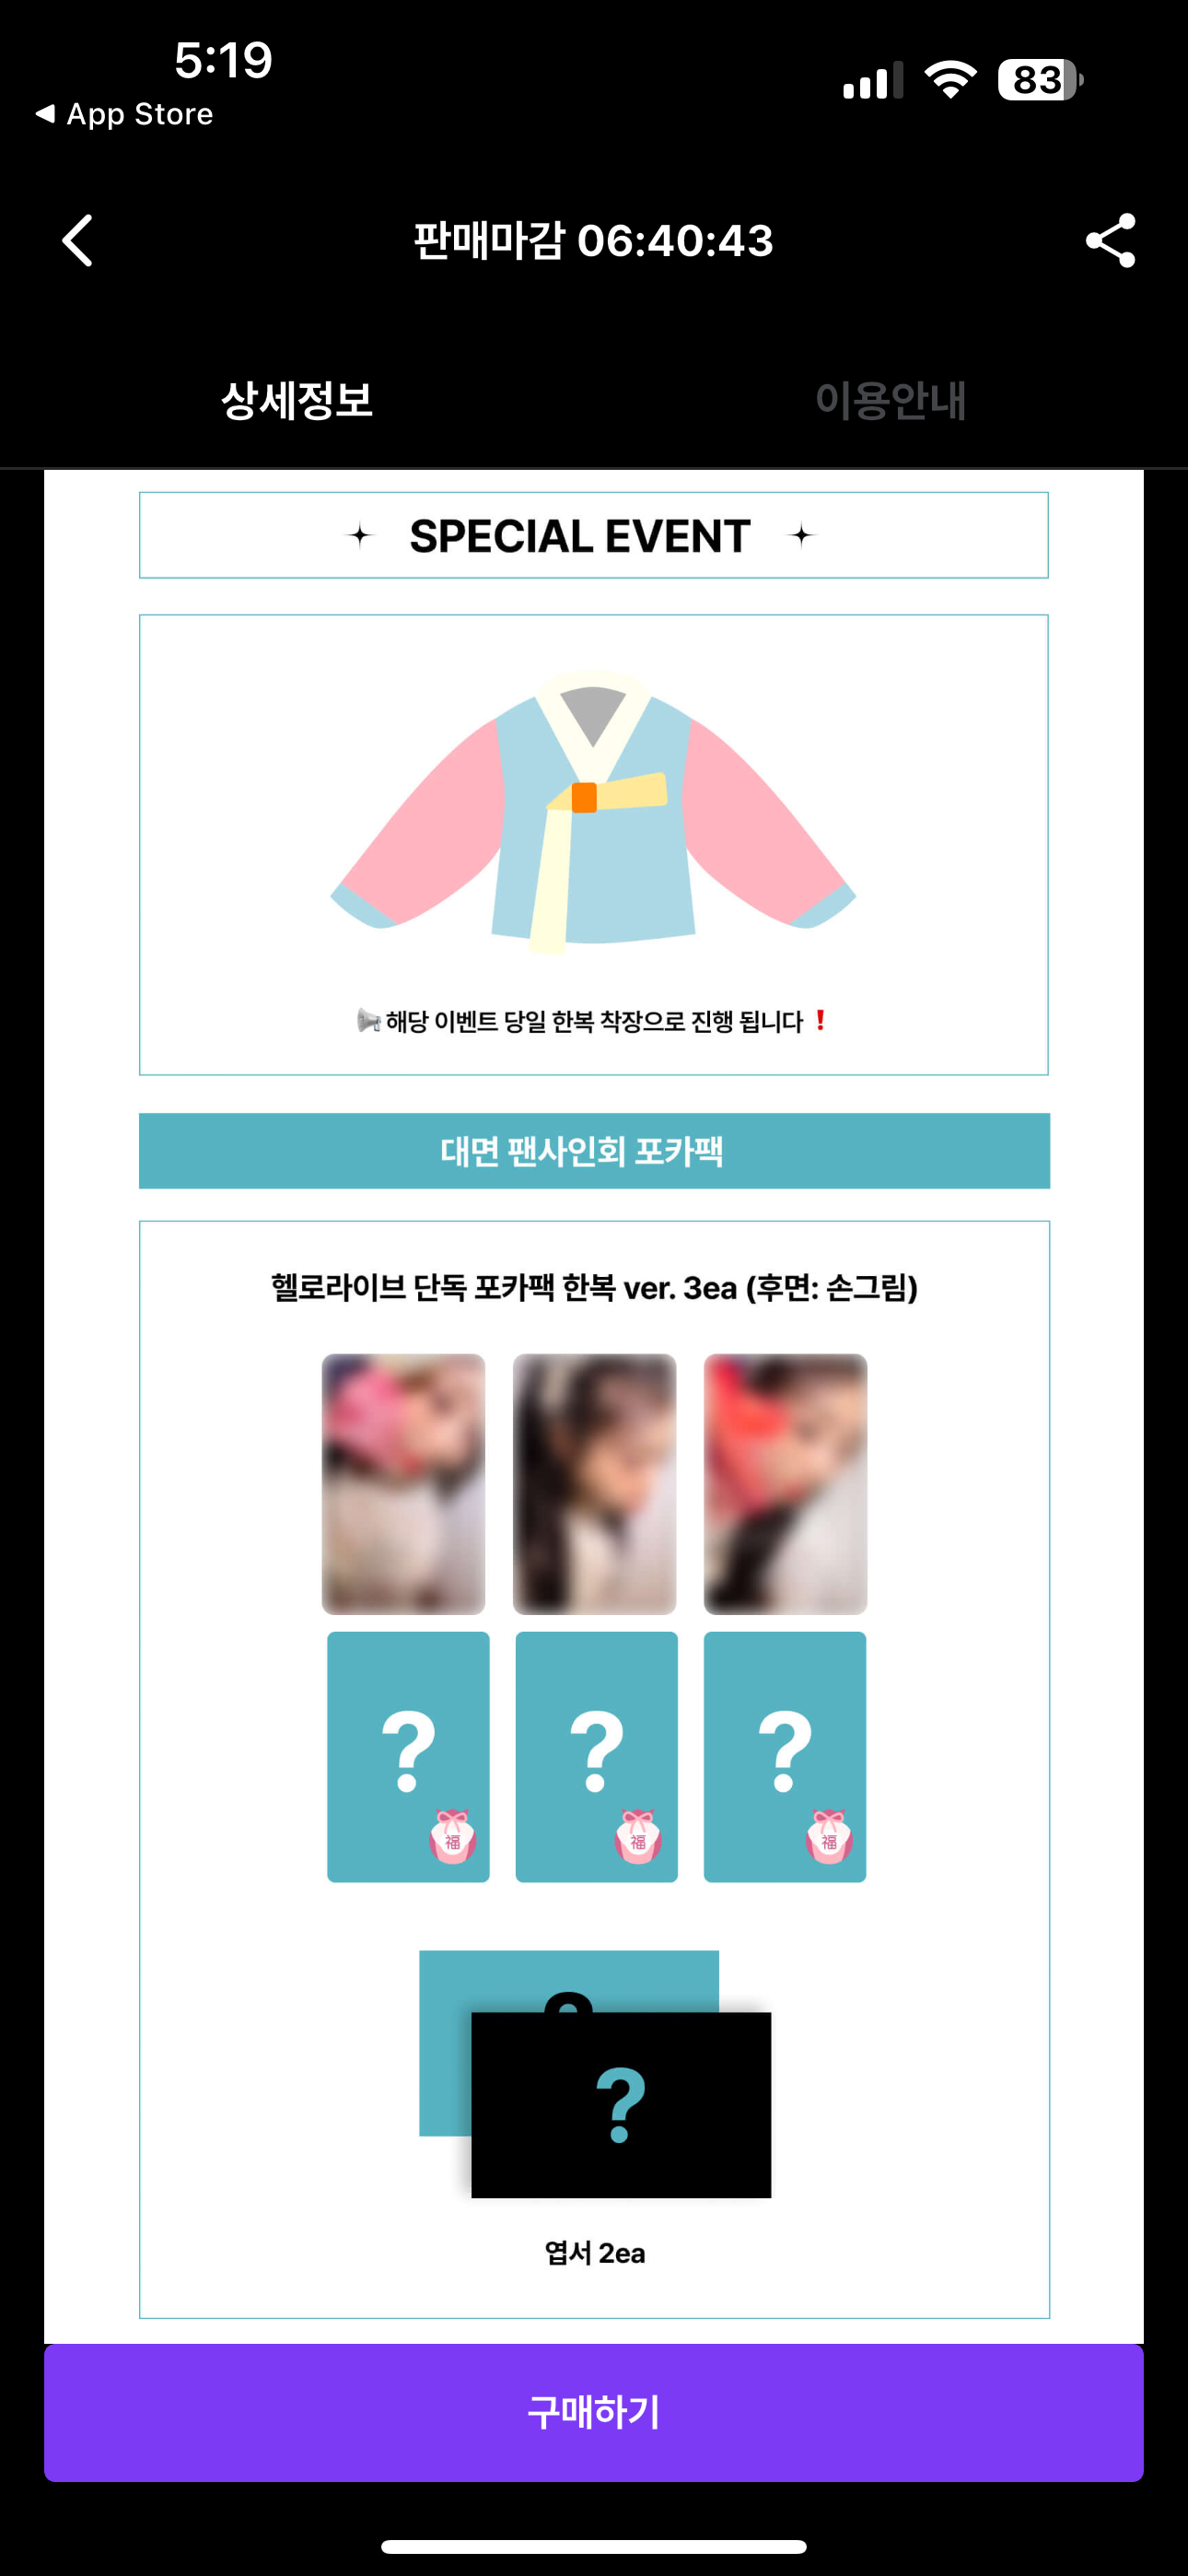 5:19
83
◀ App Store
판매마감 06:40:43
상세정보
이용안내
SPECIAL EVENT
해당 이벤트 당일 한복 착장으로 진행 됩니다 ❗
대면 팬사인회 포카팩
헬로라이브 단독 포카팩 한복 ver. 3ea (후면: 손그림)
? ? ?
福 福 福
?
?
엽서 2ea
구매하기